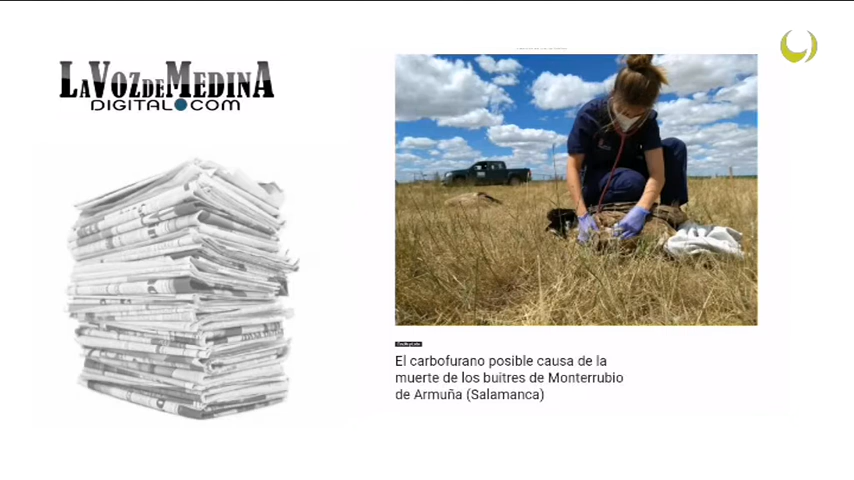 LAVOZDEMEDINA
DIGITAL.COM
El carbofurano posible causa de la
muerte de los buitres de Monterrubio
de Armuña (Salamanca)